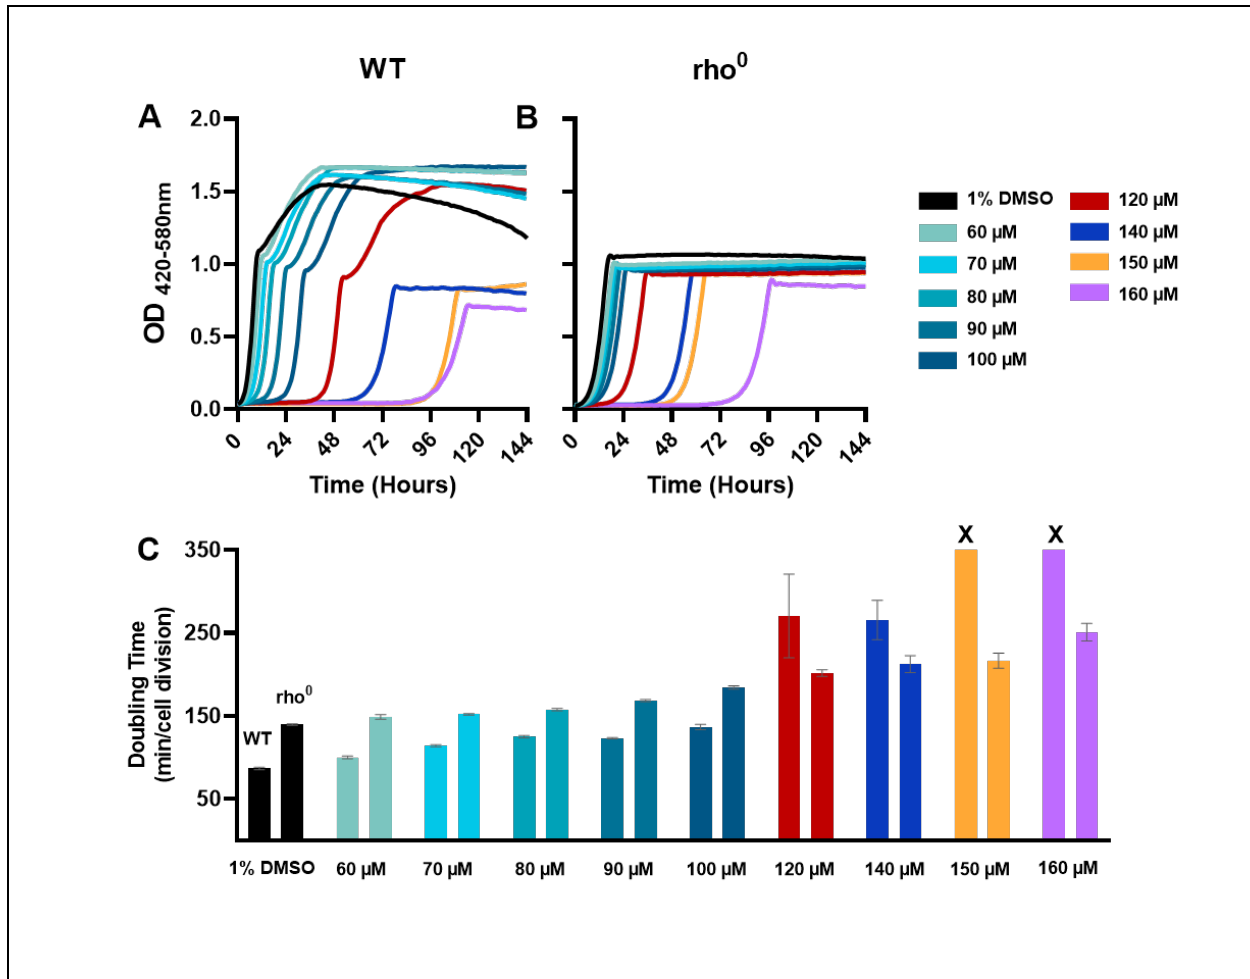 WT
rho⁰
A
B
2.0
1.5
1.0
0.5
0.0
OD 420-580nm
0 24 48 72 96 120 144
0 24 48 72 96 120 144
Time (Hours)
Time (Hours)
1% DMSO
60 µM
70 µM
80 µM
90 µM
100 µM
120 µM
140 µM
150 µM
160 µM
C
350
250
150
50
Doubling Time
(min/cell division)
WT
rho⁰
X
X
1% DMSO 60 µM 70 µM 80 µM 90 µM 100 µM 120 µM 140 µM 150 µM 160 µM